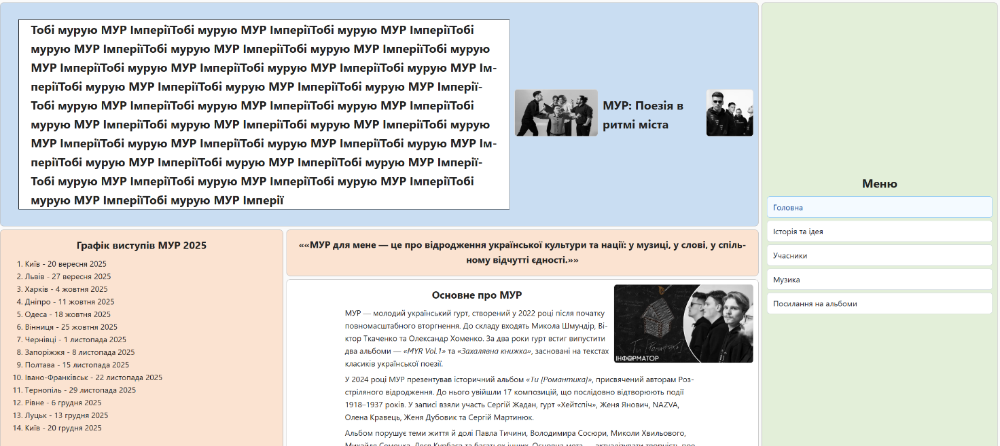 Тобі мурую МУР ІмперіїТобі мурую МУР ІмперіїТобі мурую МУР ІмперіїТобі
мурую МУР ІмперіїТобі мурую МУР ІмперіїТобі мурую МУР ІмперіїТобі мурую
МУР ІмперіїТобі мурую МУР ІмперіїТобі мурую МУР ІмперіїТобі мурую МУР Ім-
періїТобі мурую МУР ІмперіїТобі мурую МУР ІмперіїТобі мурую МУР Імперії-
Тобі мурую МУР ІмперіїТобі мурую МУР ІмперіїТобі мурую МУР ІмперіїТобі
мурую МУР ІмперіїТобі мурую МУР ІмперіїТобі мурую МУР ІмперіїТобі мурую
МУР ІмперіїТобі мурую МУР ІмперіїТобі мурую МУР ІмперіїТобі мурую МУР Ім-
періїТобі мурую МУР ІмперіїТобі мурую МУР ІмперіїТобі мурую МУР Імперії-
Тобі мурую МУР ІмперіїТобі мурую МУР ІмперіїТобі мурую МУР ІмперіїТобі
мурую МУР ІмперіїТобі мурую МУР Імперії
МУР: Поезія в
ритмі міста
Меню
Головна
Історія та ідея
Учасники
Музика
Посилання на альбоми
Графік виступів МУР 2025
1. Київ - 20 вересня 2025
2. Львів - 27 вересня 2025
3. Харків - 4 жовтня 2025
4. Дніпро - 11 жовтня 2025
5. Одеса - 18 жовтня 2025
6. Вінниця - 25 жовтня 2025
7. Чернівці - 1 листопада 2025
8. Запоріжжя - 8 листопада 2025
9. Полтава - 15 листопада 2025
10. Івано-Франківськ - 22 листопада 2025
11. Тернопіль - 29 листопада 2025
12. Рівне - 6 грудня 2025
13. Луцьк - 13 грудня 2025
14. Київ - 20 грудня 2025
««МУР для мене — це про відродження української культури та нації: у музиці, у слові, у спіль-
ному відчутті єдності.»»
Основне про МУР
МУР — молодий український гурт, створений у 2022 році після початку
повномасштабного вторгнення. До складу входять Микола Шмундір, Ві-
ктор Ткаченко та Олександр Хоменко. За два роки гурт встиг випустити
два альбоми — «MYR Vol.1» та «Захалявна книжка», засновані на текстах
класиків української поезії.
Ти [Романтика]
ІНФОРМАТОР
У 2024 році МУР презентував історичний альбом «Ти [Романтика]», присвячений авторам Роз-
стріляного відродження. До нього увійшли 17 композицій, що послідовно відтворюють події
1918–1937 років. У записі взяли участь Сергій Жадан, гурт «Хейтспіч», Женя Янович, NAZVA,
Олена Кравець, Женя Дубовик та Сергій Мартинюк.
Альбом порушує теми життя й долі Павла Тичини, Володимира Сосюри, Миколи Хвильового,